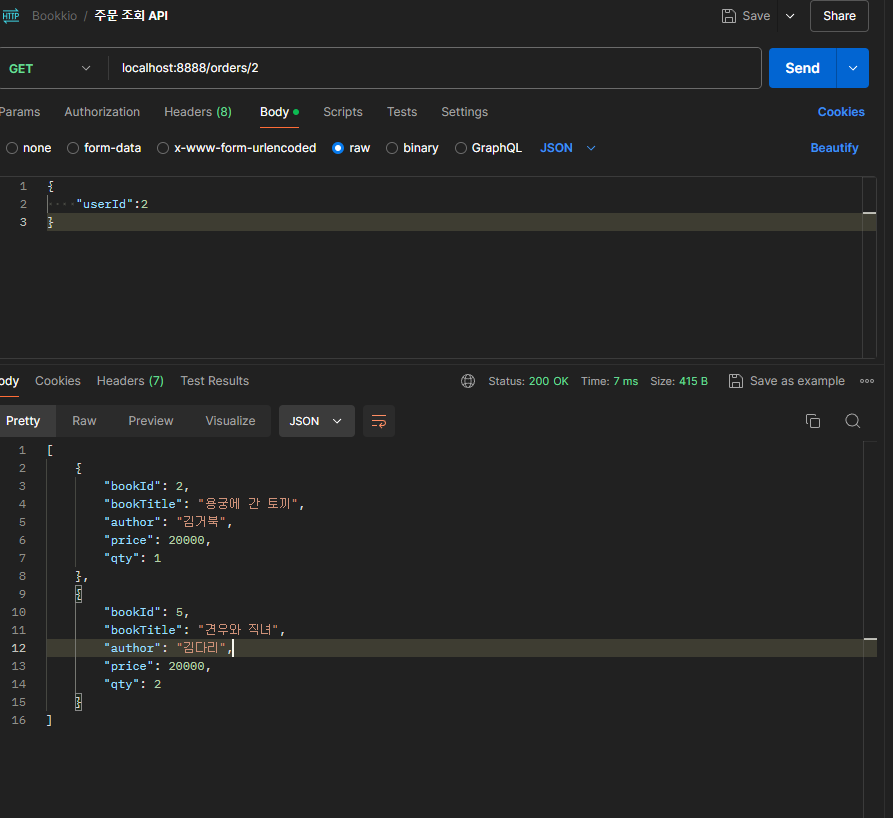 HTTP Bookkio / 주문 조회 API Save Share
GET localhost:8888/orders/2 Send
Params Authorization Headers (8) Body Scripts Tests Settings Cookies
none form-data x-www-form-urlencoded raw binary GraphQL JSON Beautify
1 {
2 ····"userId":2
3 }
ody Cookies Headers (7) Test Results Status: 200 OK Time: 7 ms Size: 415 B Save as example
Pretty Raw Preview Visualize JSON
1 [
2 {
3 "bookId": 2,
4 "bookTitle": "용궁에 간 토끼",
5 "author": "김거북",
6 "price": 20000,
7 "qty": 1
8 },
9 {
10 "bookId": 5,
11 "bookTitle": "견우와 직녀",
12 "author": "김다리",
13 "price": 20000,
14 "qty": 2
15 }
16 ]